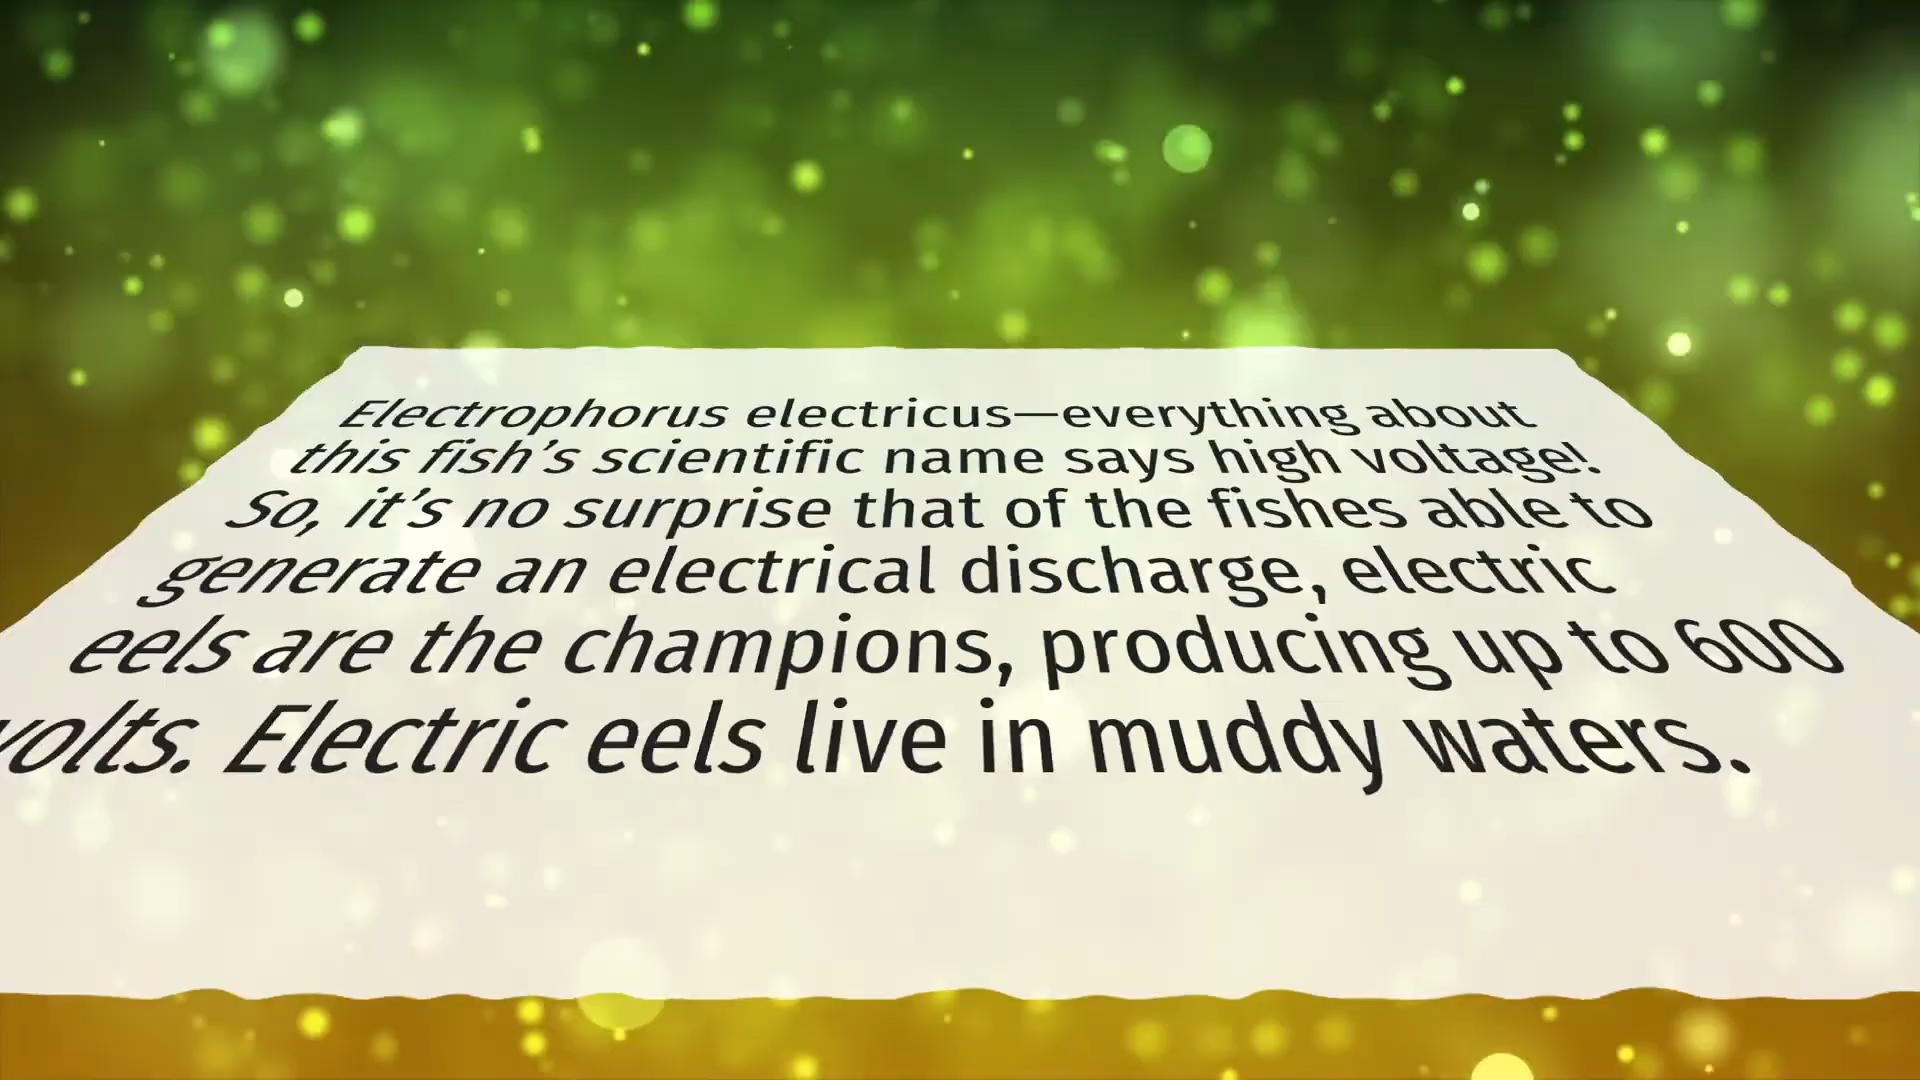 Electrophorus electricus—everything about
this fish’s scientific name says high voltage!
So, it’s no surprise that of the fishes able to
generate an electrical discharge, electric
eels are the champions, producing up to 600
volts. Electric eels live in muddy waters.